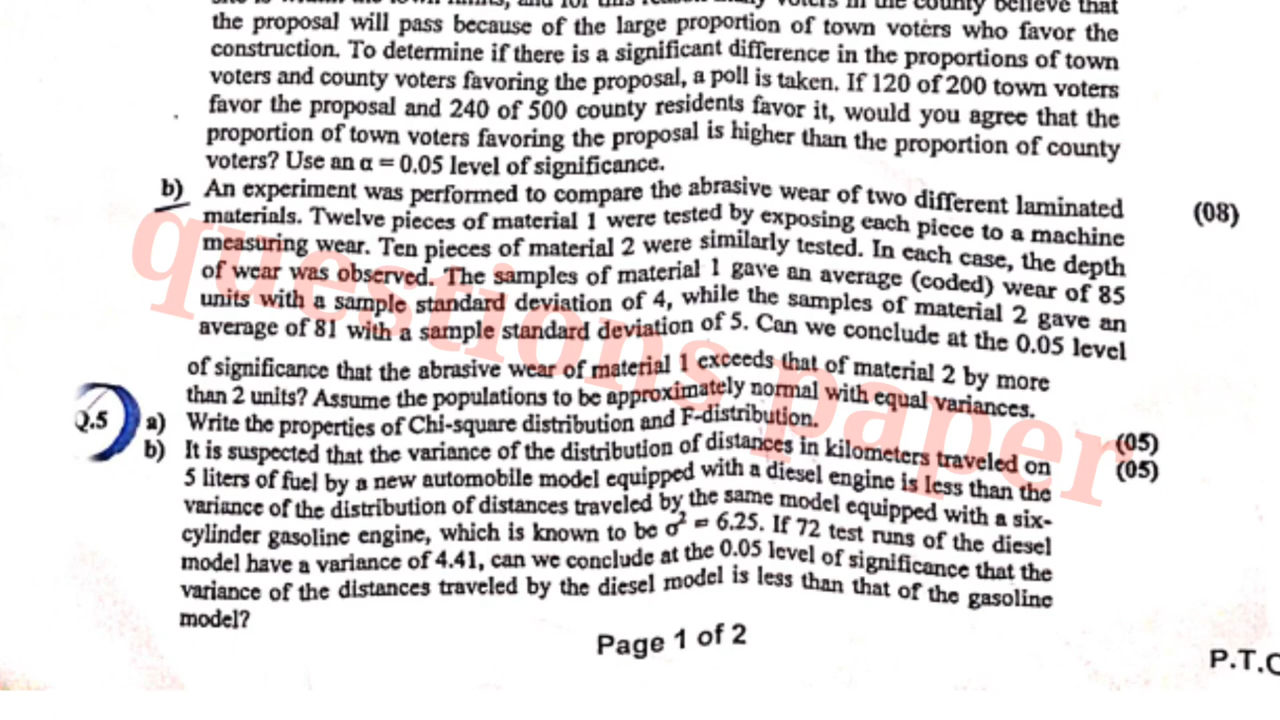 the proposal will pass because of the large proportion of town voters who favor the
construction. To determine if there is a significant difference in the proportions of town
voters and county voters favoring the proposal, a poll is taken. If 120 of 200 town voters
favor the proposal and 240 of 500 county residents favor it, would you agree that the
proportion of town voters favoring the proposal is higher than the proportion of county
voters? Use an α = 0.05 level of significance.
b) An experiment was performed to compare the abrasive wear of two different laminated (08)
materials. Twelve pieces of material 1 were tested by exposing each piece to a machine
measuring wear. Ten pieces of material 2 were similarly tested. In each case, the depth
of wear was observed. The samples of material 1 gave an average (coded) wear of 85
units with a sample standard deviation of 4, while the samples of material 2 gave an
average of 81 with a sample standard deviation of 5. Can we conclude at the 0.05 level
of significance that the abrasive wear of material 1 exceeds that of material 2 by more
than 2 units? Assume the populations to be approximately normal with equal variances.
Q.5 a) Write the properties of Chi-square distribution and F-distribution. (05)
b) It is suspected that the variance of the distribution of distances in kilometers traveled on (05)
5 liters of fuel by a new automobile model equipped with a diesel engine is less than the
variance of the distribution of distances traveled by the same model equipped with a six-
cylinder gasoline engine, which is known to be σ² = 6.25. If 72 test runs of the diesel
model have a variance of 4.41, can we conclude at the 0.05 level of significance that the
variance of the distances traveled by the diesel model is less than that of the gasoline
model?
Page 1 of 2
P.T.O
questions paper